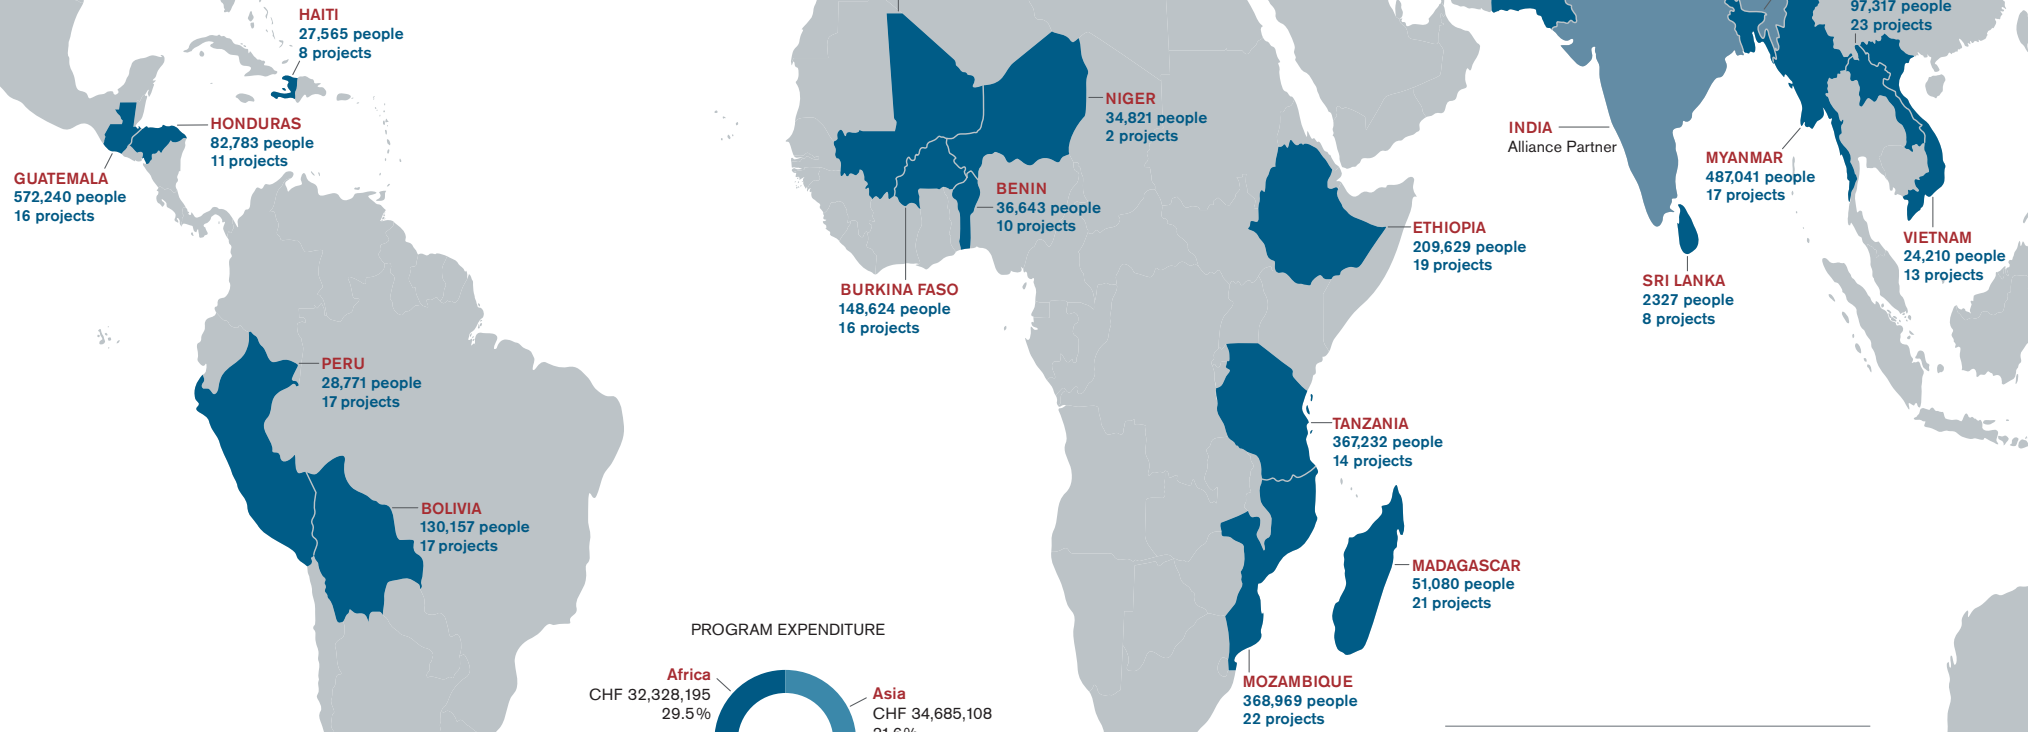 HAITI
27,565 people
8 projects
HONDURAS
82,783 people
11 projects
GUATEMALA
572,240 people
16 projects
PERU
28,771 people
17 projects
BOLIVIA
130,157 people
17 projects
NIGER
34,821 people
2 projects
BENIN
36,643 people
10 projects
BURKINA FASO
148,624 people
16 projects
ETHIOPIA
209,629 people
19 projects
TANZANIA
367,232 people
14 projects
MADAGASCAR
51,080 people
21 projects
MOZAMBIQUE
368,969 people
22 projects
97,317 people
23 projects
INDIA
Alliance Partner
MYANMAR
487,041 people
17 projects
SRI LANKA
2327 people
8 projects
VIETNAM
24,210 people
13 projects
PROGRAM EXPENDITURE
Africa
CHF 32,328,195
29.5%
Asia
CHF 34,685,108